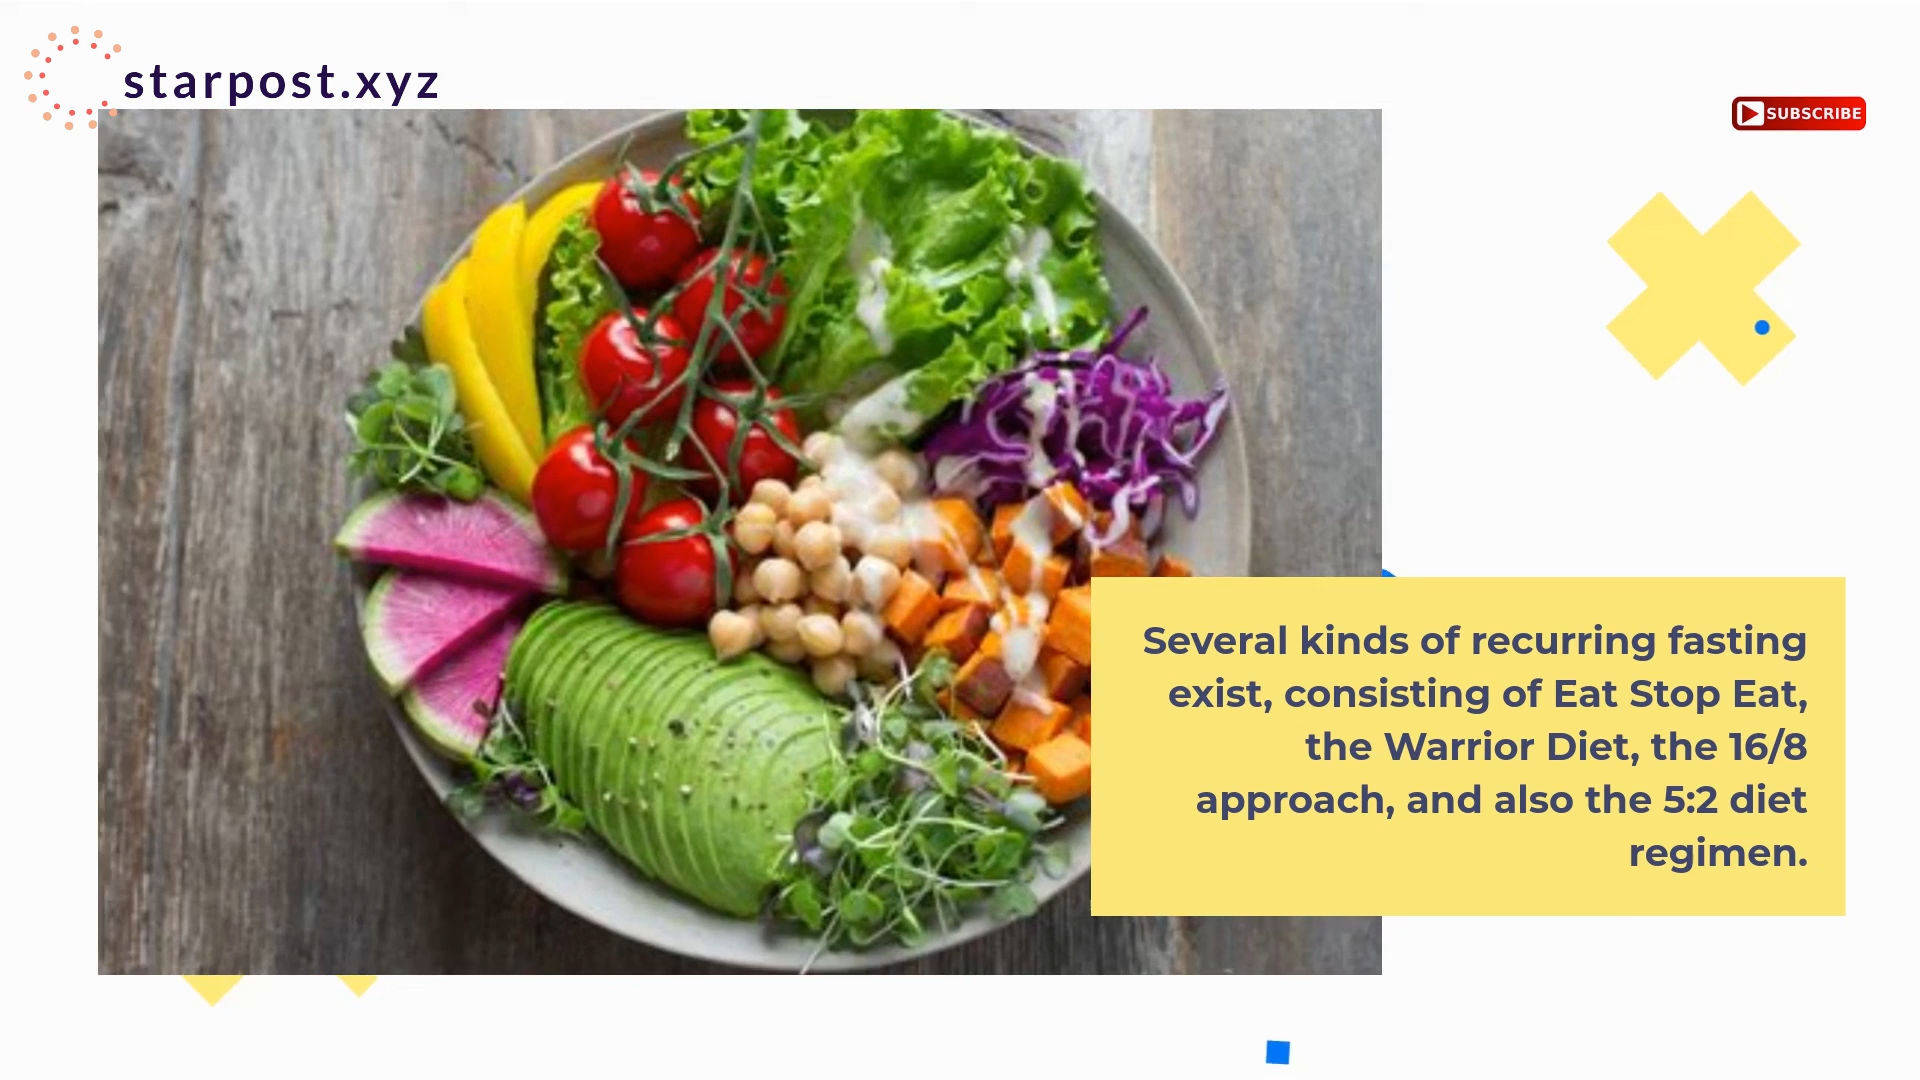 starpost.xyz
SUBSCRIBE
Several kinds of recurring fasting
exist, consisting of Eat Stop Eat,
the Warrior Diet, the 16/8
approach, and also the 5:2 diet
regimen.